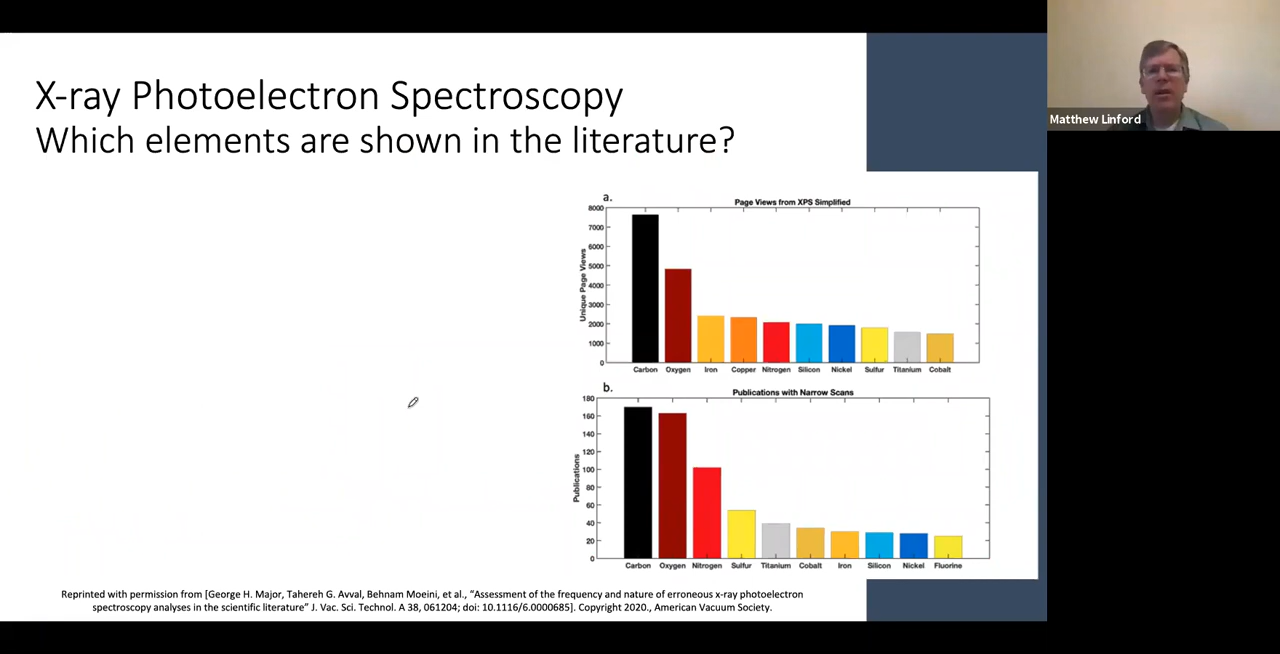 X-ray Photoelectron Spectroscopy
Which elements are shown in the literature?
Matthew Linford
a.
Page Views from XPS Simplified
Unique Page Views
8000
7000
6000
5000
4000
3000
2000
1000
0
Carbon Oxygen Iron Copper Nitrogen Silicon Nickel Sulfur Titanium Cobalt
b.
Publications with Narrow Scans
Publications
180
160
140
120
100
80
60
40
20
0
Carbon Oxygen Nitrogen Sulfur Titanium Cobalt Iron Silicon Nickel Fluorine
Reprinted with permission from [George H. Major, Tahereh G. Avval, Behnam Moeini, et al., "Assessment of the frequency and nature of erroneous x-ray photoelectron
spectroscopy analyses in the scientific literature" J. Vac. Sci. Technol. A 38, 061204; doi: 10.1116/6.0000685]. Copyright 2020., American Vacuum Society.